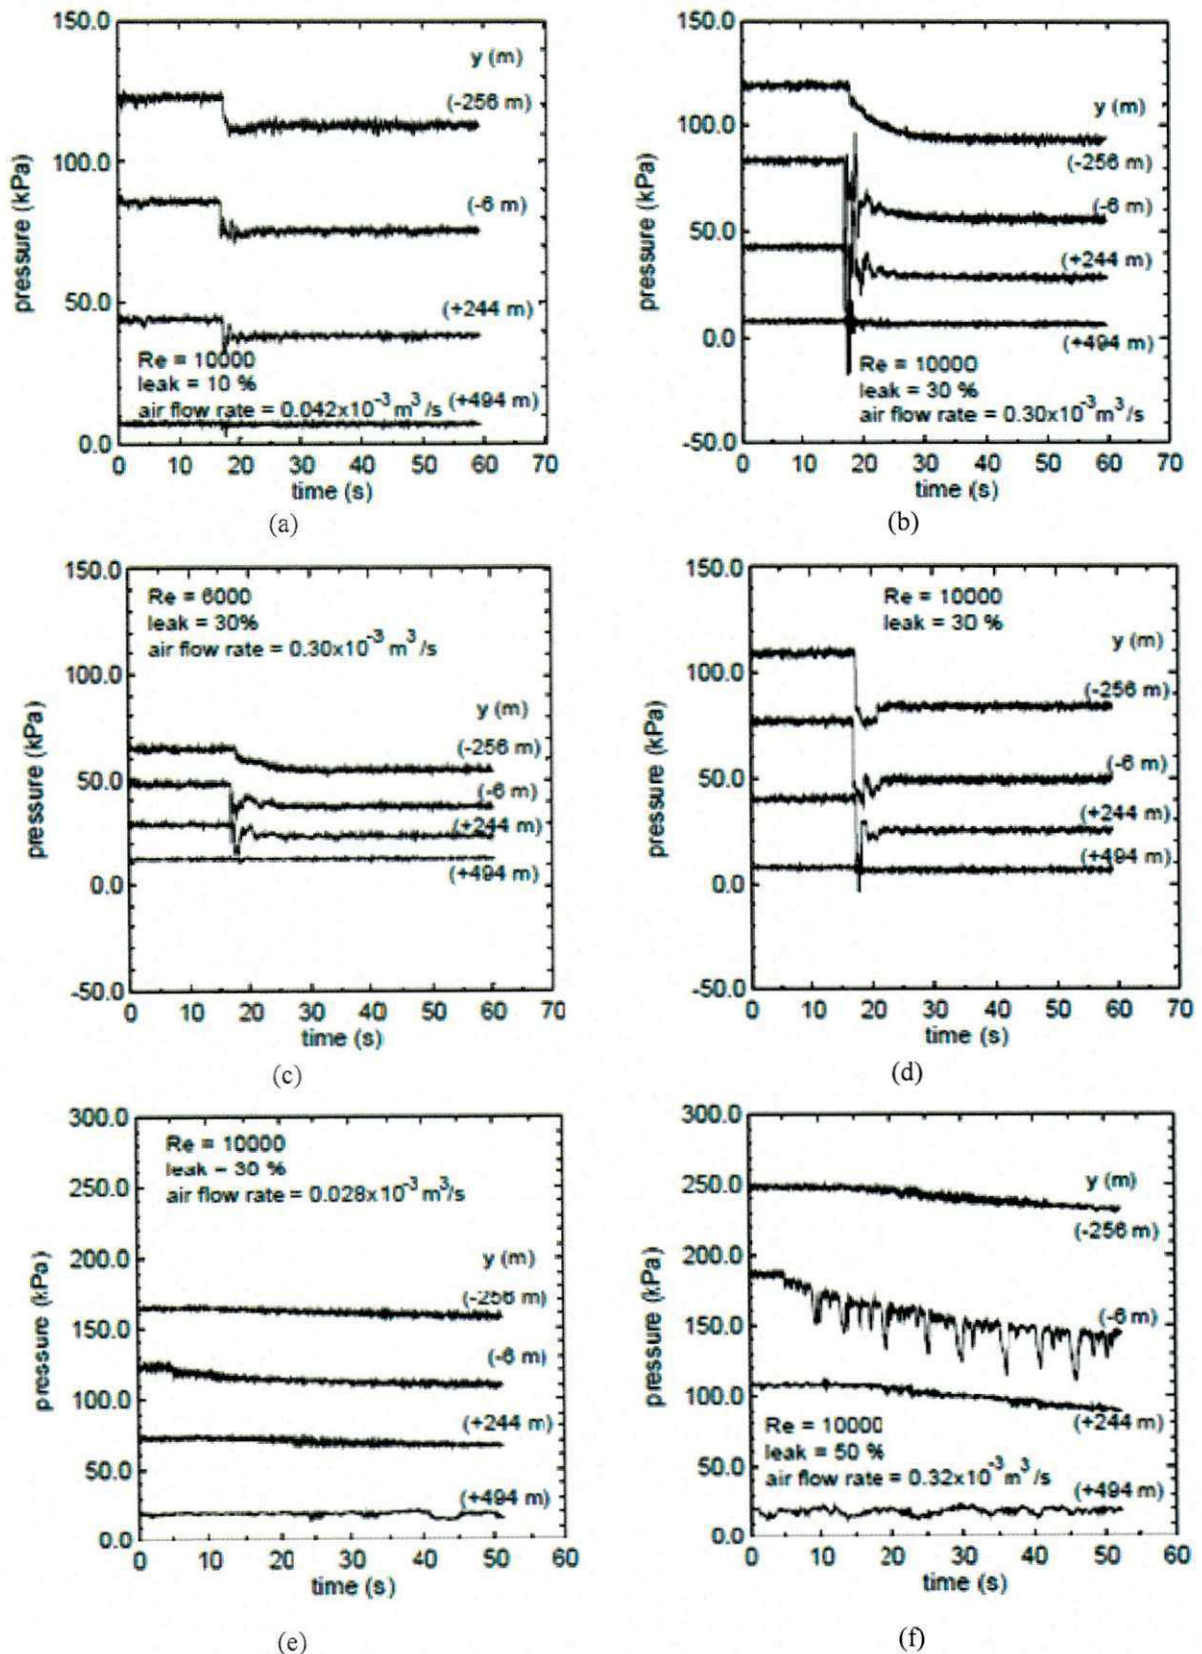 150.0
100.0
50.0
0.0
pressure (kPa)
y (m)
(-256 m)
(-6 m)
(+244 m)
Re = 10000
leak = 10 %
air flow rate = 0.042x10⁻³ m³/s
(+494 m)
0 10 20 30 40 50 60 70
time (s)
(a)
150.0
100.0
50.0
0.0
-50.0
pressure (kPa)
y (m)
(-256 m)
(-6 m)
(+244 m)
(+494 m)
Re = 10000
leak = 30 %
air flow rate = 0.30x10⁻³m³/s
0 10 20 30 40 50 60 70
time (s)
(b)
150.0
100.0
50.0
0.0
-50.0
pressure (kPa)
Re = 6000
leak = 30%
air flow rate = 0.30x10⁻³ m³/s
y (m)
(-256 m)
(-6 m)
(+244 m)
(+494 m)
0 10 20 30 40 50 60 70
time (s)
(c)
150.0
100.0
50.0
0.0
-50.0
pressure (kPa)
Re = 10000
leak = 30 %
y (m)
(-256 m)
(-6 m)
(+244 m)
(+494 m)
0 10 20 30 40 50 60 70
time (s)
(d)
300.0
250.0
200.0
150.0
100.0
50.0
0.0
pressure (kPa)
Re = 10000
leak = 30 %
air flow rate = 0.028x10⁻³ m³/s
y (m)
(-256 m)
(-6 m)
(+244 m)
(+494 m)
0 10 20 30 40 50 60
time (s)
(e)
300.0
250.0
200.0
150.0
100.0
50.0
0.0
pressure (kPa)
y (m)
(-256 m)
(-6 m)
(+244 m)
Re = 10000
leak = 50 %
air flow rate = 0.32x10⁻³ m³/s
(+494 m)
0 10 20 30 40 50 60
time (s)
(f)